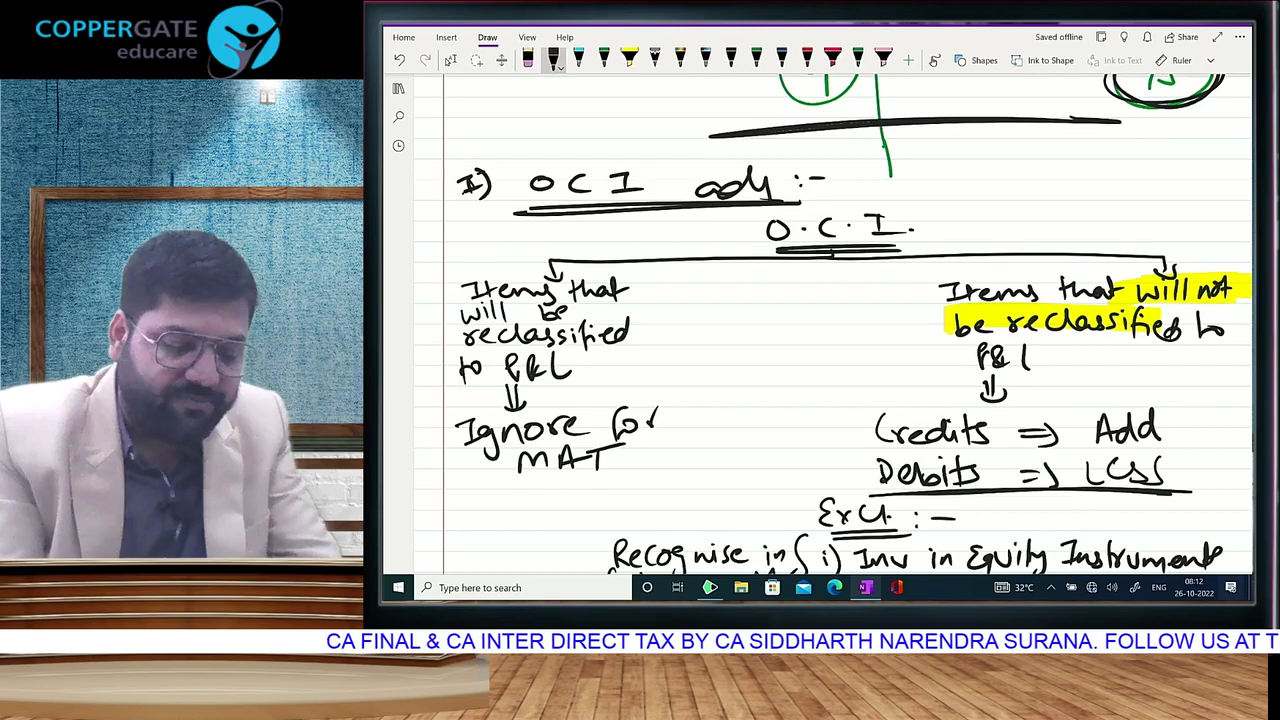 COPPERGATE
educare
Home Insert Draw View Help
Saved offline
Share
Shapes
Ink to Shape
Ink to Text
Ruler
II) O C I adj :-
O.C.I.
Items that
will be
reclassified
to P&L
Ignore for
MAT
Items that will not
be reclassified to
P&L
Credits => Add
Debits => Less
Recognise in { i) Inv in Equity Instruments
Type here to search
32°C
ENG
08:12
26-10-2022
CA FINAL & CA INTER DIRECT TAX BY CA SIDDHARTH NARENDRA SURANA. FOLLOW US AT T